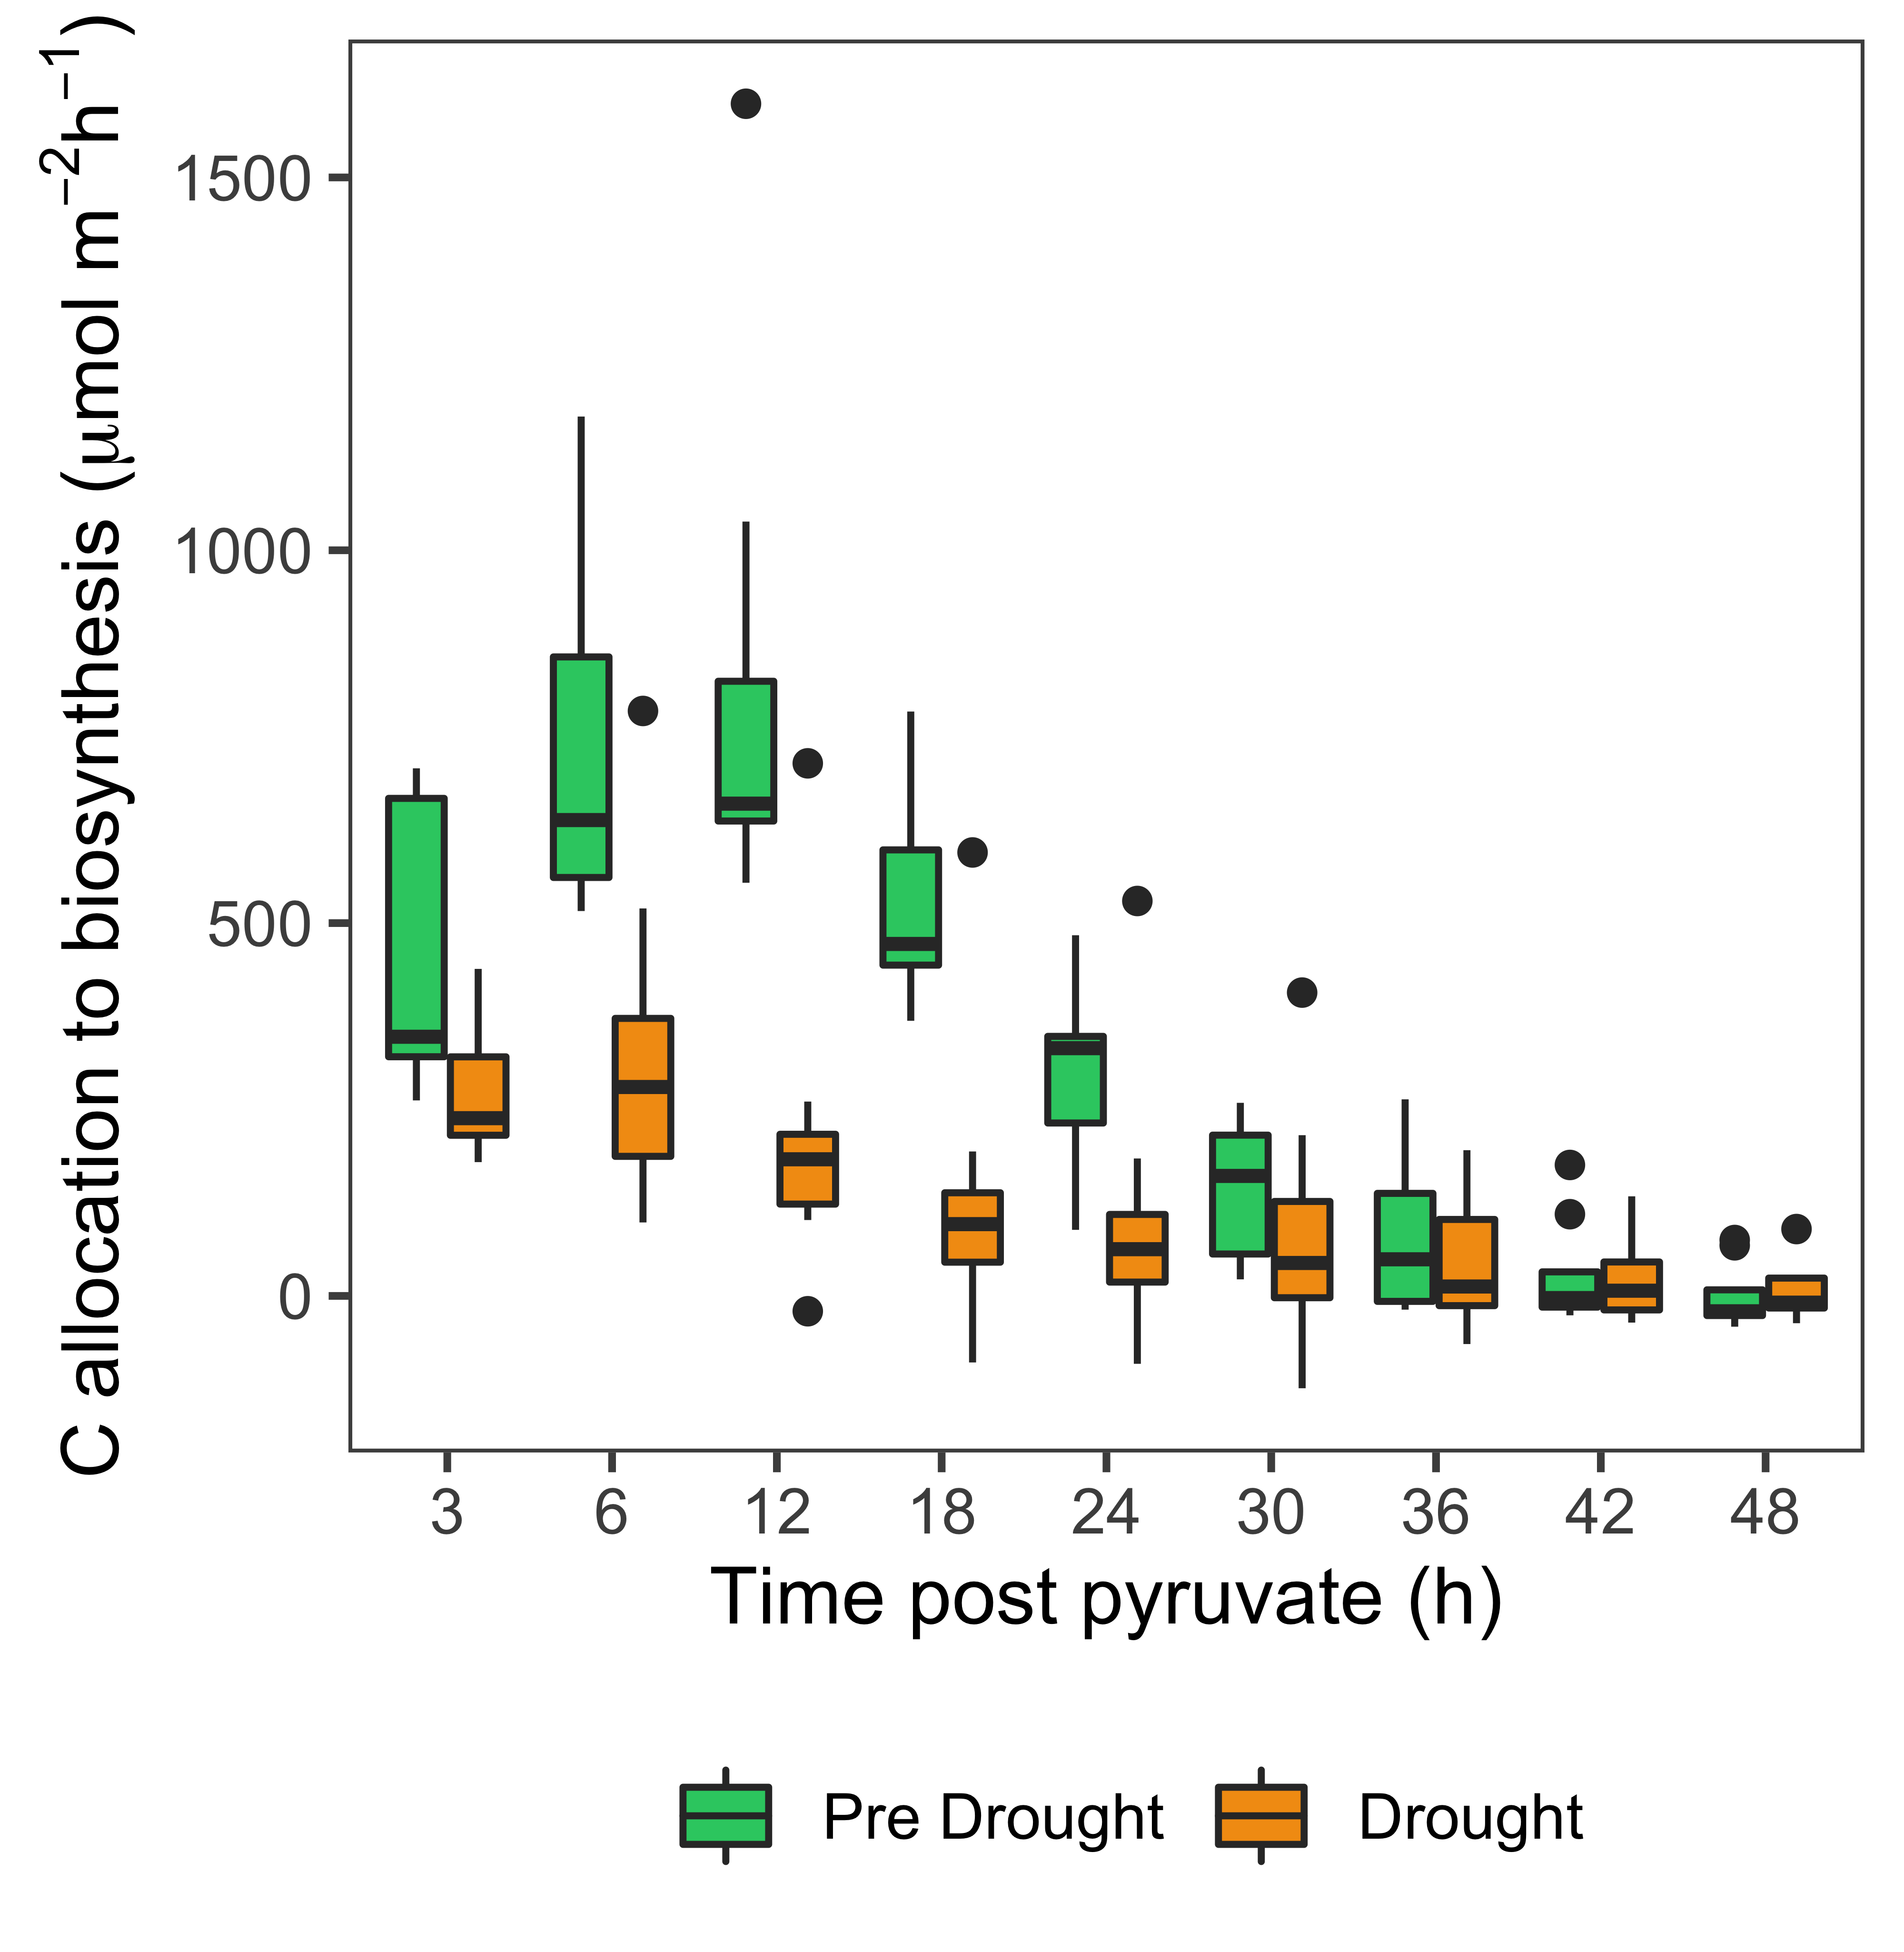 C allocation to biosynthesis (μmol m⁻²h⁻¹)
1500
1000
500
0
3 6 12 18 24 30 36 42 48
Time post pyruvate (h)
Pre Drought Drought